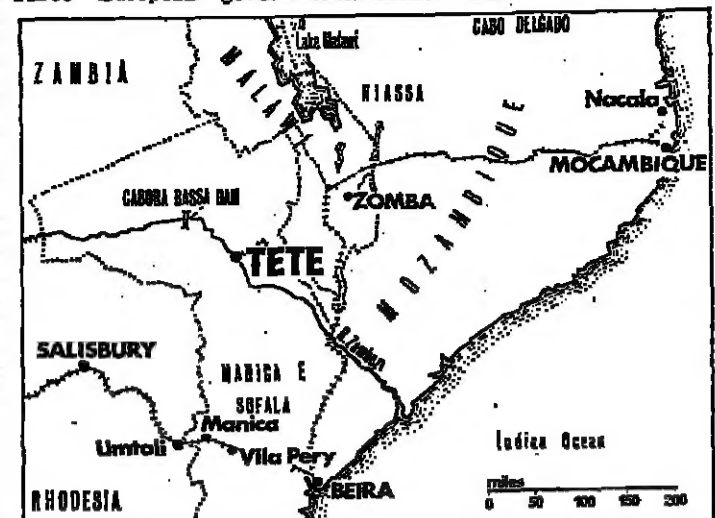 CABO DELGADO
Lake Malawi
ZAMBIA
MALAWI
NIASSA
Nacala
MOCAMBIQUE
MOZAMBIQUE
CABORA BASSA DAM
ZOMBA
TETE
R. Zambezi
SALISBURY
MANICA E
SOFALA
Manica
Umtali
Vila Pery
Indian Ocean
BEIRA
RHODESIA
miles
0 50 100 150 200